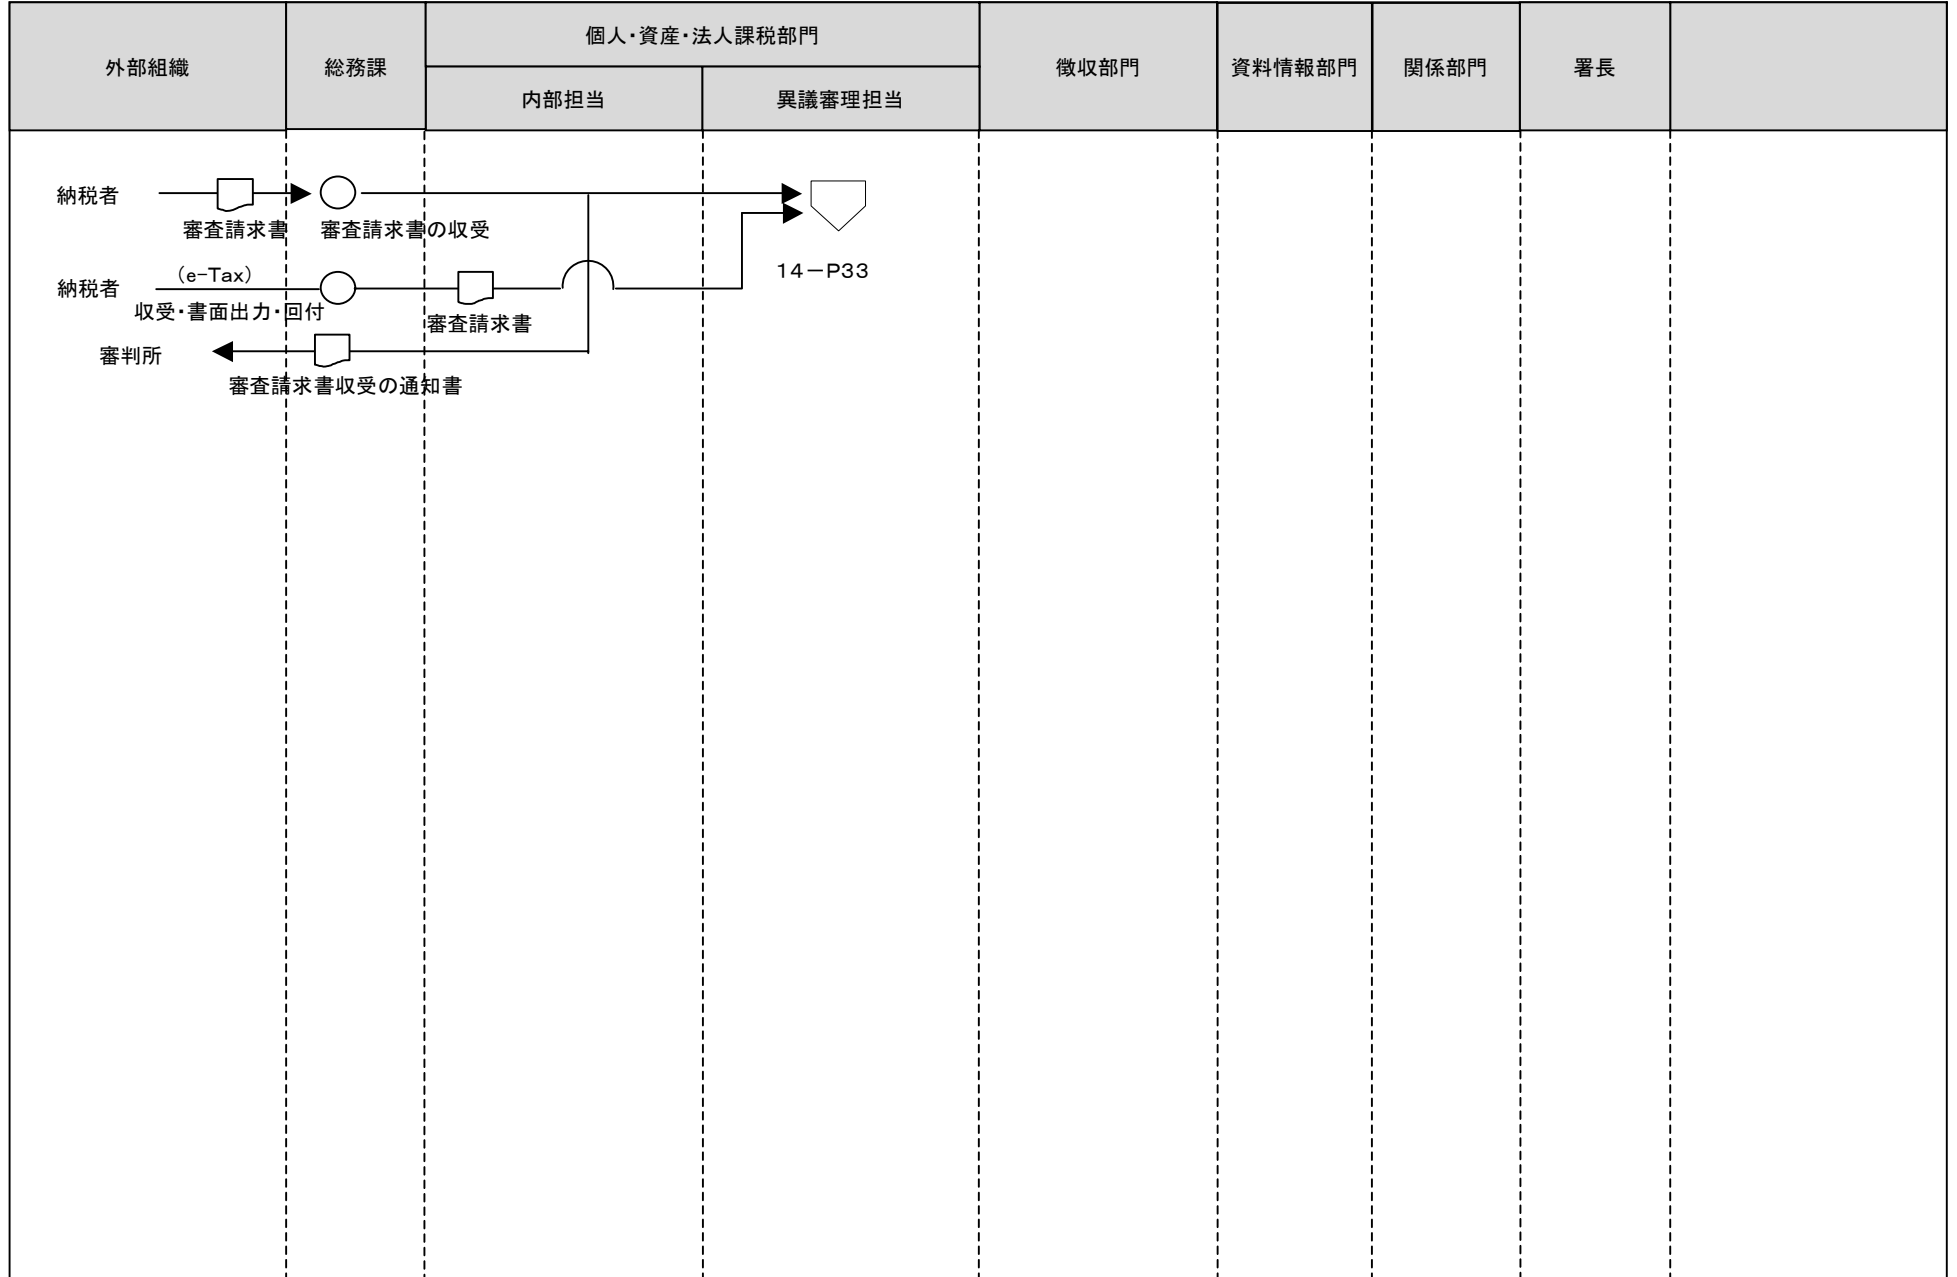 外部組織
総務課
個人・資産・法人課税部門
内部担当
異議審理担当
徴収部門
資料情報部門
関係部門
署長
納税者
審査請求書
審査請求書の収受
14－P33
納税者
（e-Tax）
収受・書面出力・回付
審査請求書
審判所
審査請求書収受の通知書